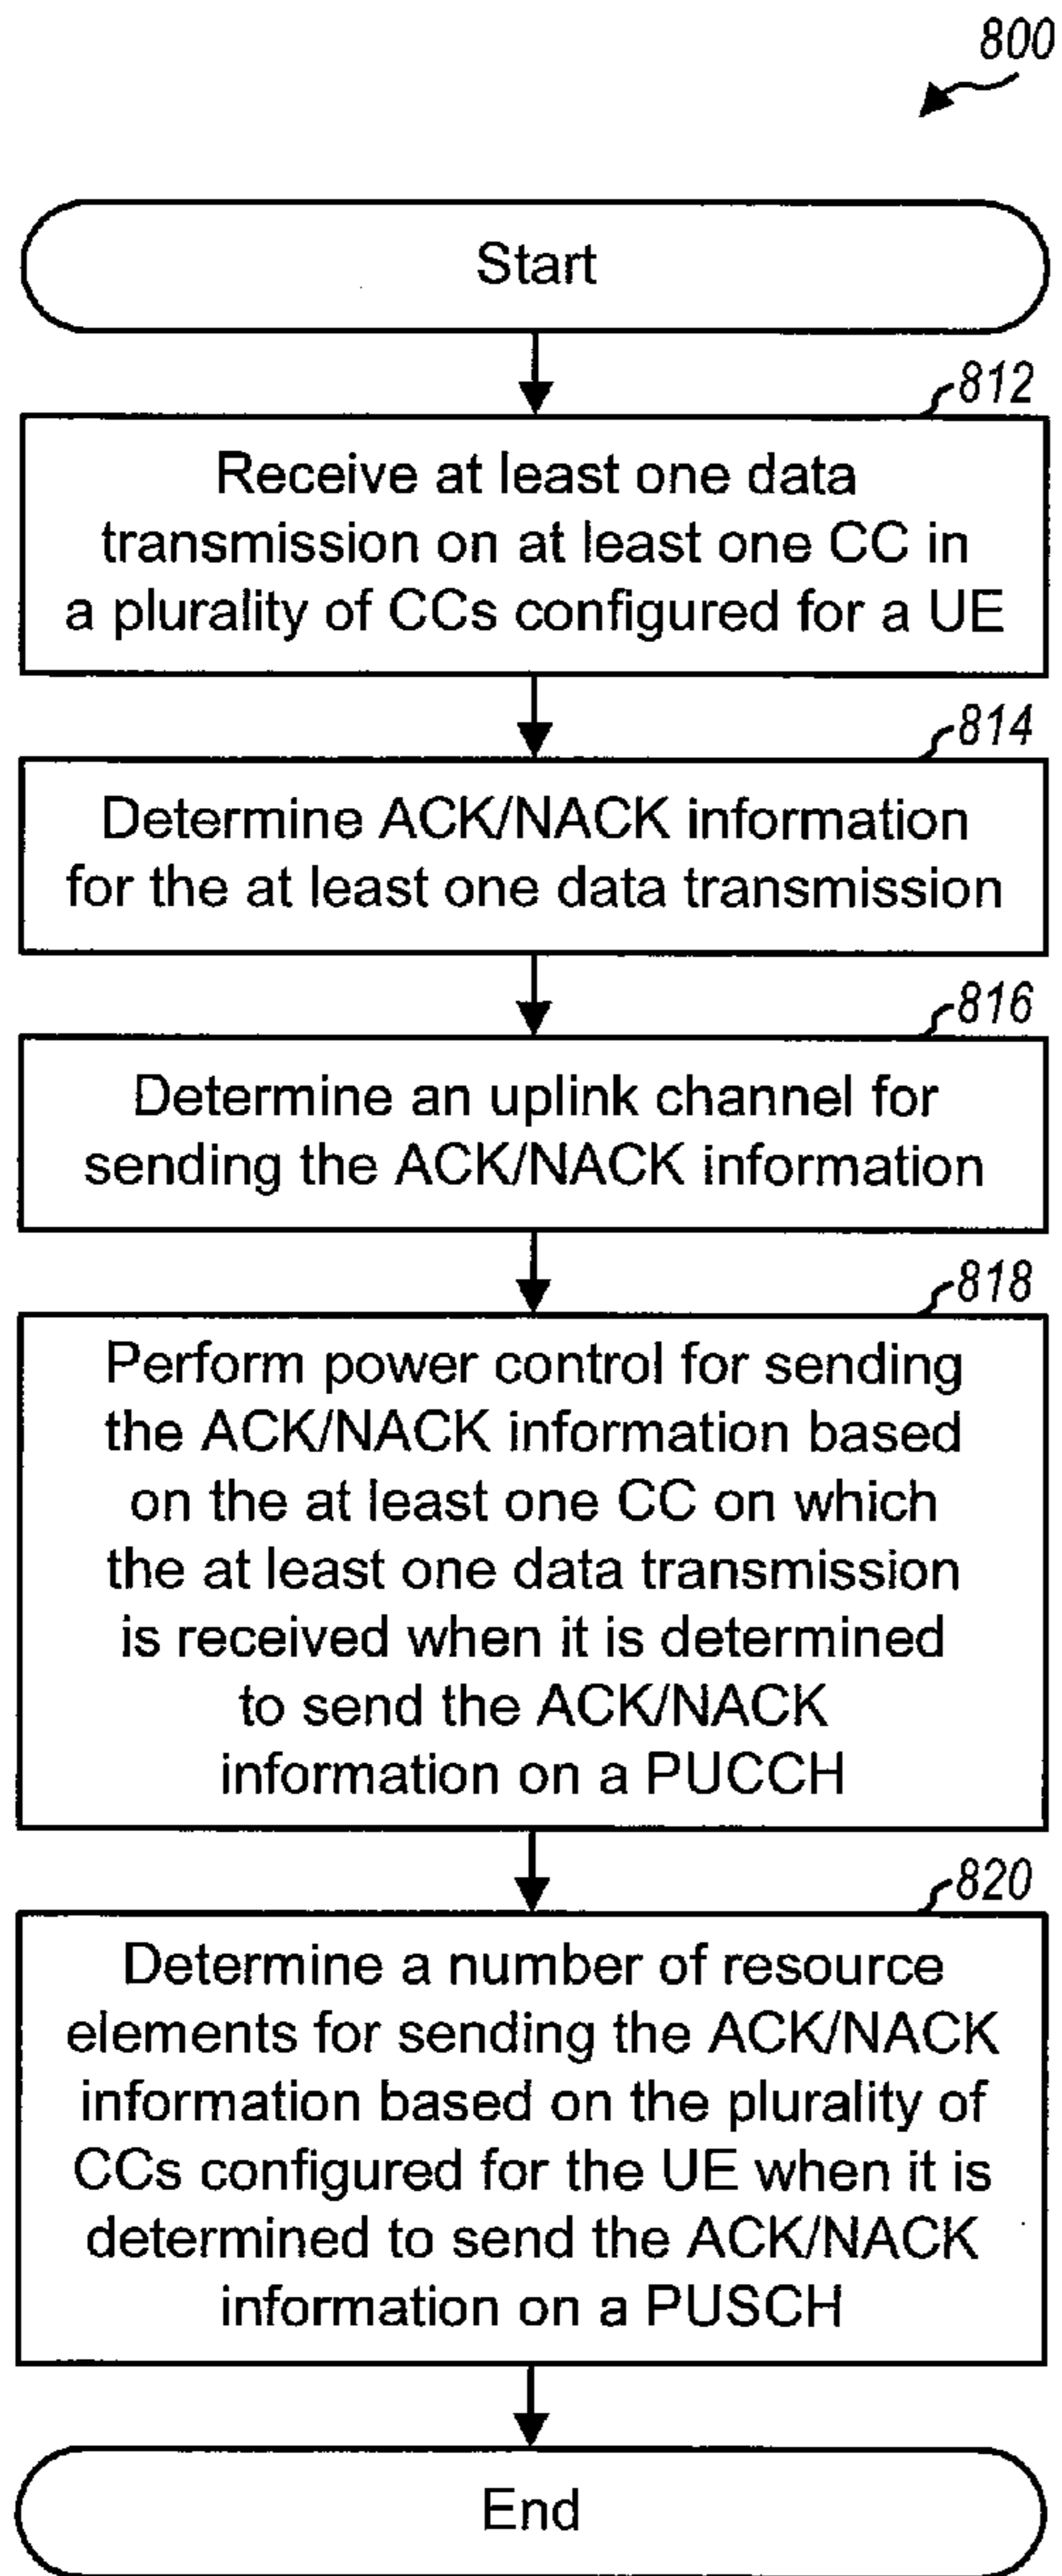 800
Start
812
Receive at least one data
transmission on at least one CC in
a plurality of CCs configured for a UE
814
Determine ACK/NACK information
for the at least one data transmission
816
Determine an uplink channel for
sending the ACK/NACK information
818
Perform power control for sending
the ACK/NACK information based
on the at least one CC on which
the at least one data transmission
is received when it is determined
to send the ACK/NACK
information on a PUCCH
820
Determine a number of resource
elements for sending the ACK/NACK
information based on the plurality of
CCs configured for the UE when it is
determined to send the ACK/NACK
information on a PUSCH
End